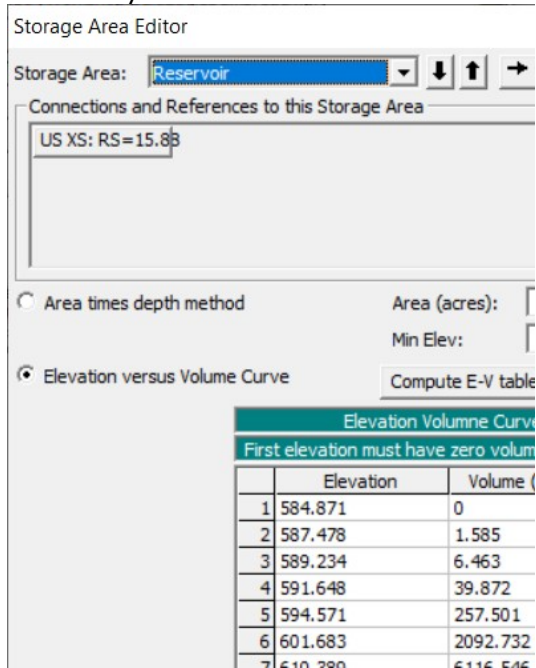 Storage Area Editor
Storage Area: Reservoir
Connections and References to this Storage Area
US XS: RS=15.88
Area times depth method Area (acres):
Min Elev:
Elevation versus Volume Curve Compute E-V table
Elevation Volumne Curve
First elevation must have zero volum
Elevation Volume (
1 584.871 0
2 587.478 1.585
3 589.234 6.463
4 591.648 39.872
5 594.571 257.501
6 601.683 2092.732